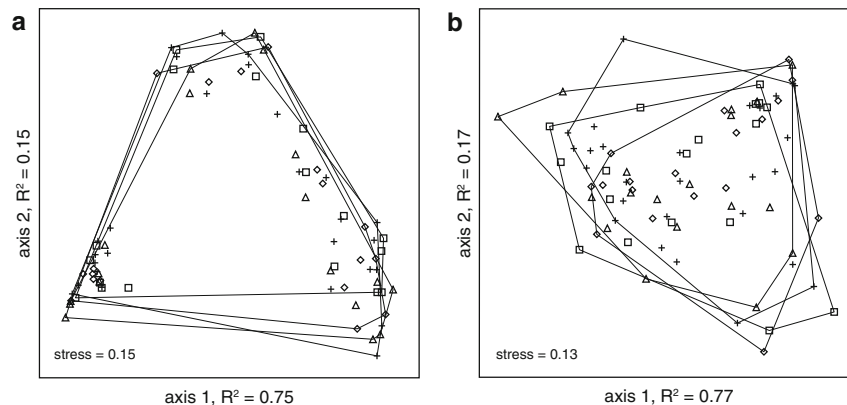 a
axis 2, R² = 0.15
stress = 0.15
axis 1, R² = 0.75
b
axis 2, R² = 0.17
stress = 0.13
axis 1, R² = 0.77